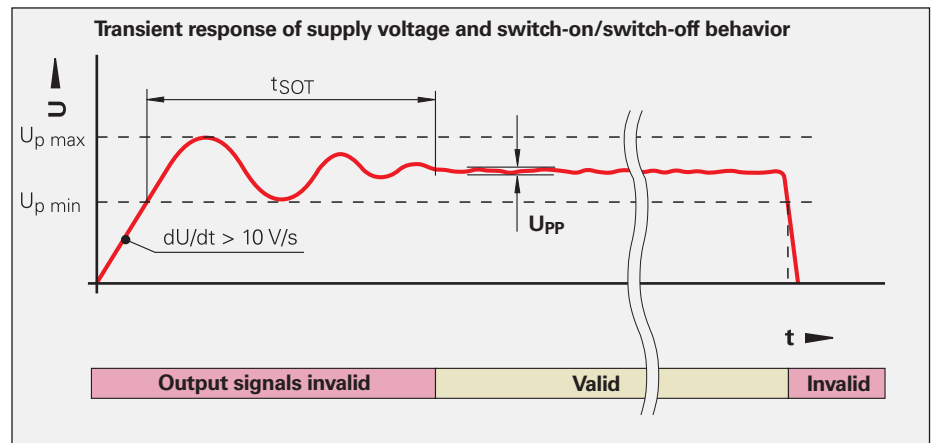 Transient response of supply voltage and switch-on/switch-off behavior
U
tSOT
Up max
Up min
dU/dt > 10 V/s
UPP
t
Output signals invalid
Valid
Invalid